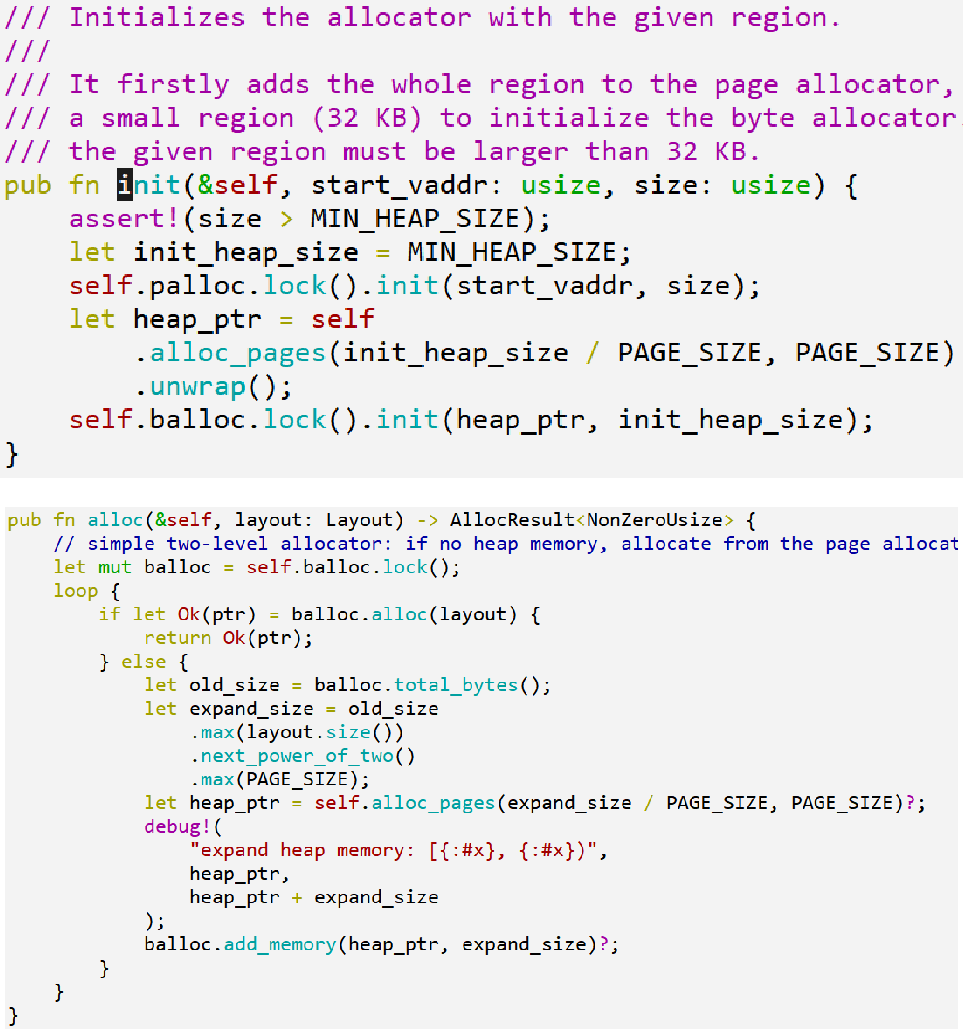 /// Initializes the allocator with the given region.
///
/// It firstly adds the whole region to the page allocator,
/// a small region (32 KB) to initialize the byte allocator.
/// the given region must be larger than 32 KB.
pub fn init(&self, start_vaddr: usize, size: usize) {
    assert!(size > MIN_HEAP_SIZE);
    let init_heap_size = MIN_HEAP_SIZE;
    self.palloc.lock().init(start_vaddr, size);
    let heap_ptr = self
        .alloc_pages(init_heap_size / PAGE_SIZE, PAGE_SIZE)
        .unwrap();
    self.balloc.lock().init(heap_ptr, init_heap_size);
}
pub fn alloc(&self, layout: Layout) -> AllocResult<NonZeroUsize> {
    // simple two-level allocator: if no heap memory, allocate from the page allocat
    let mut balloc = self.balloc.lock();
    loop {
        if let Ok(ptr) = balloc.alloc(layout) {
            return Ok(ptr);
        } else {
            let old_size = balloc.total_bytes();
            let expand_size = old_size
                .max(layout.size())
                .next_power_of_two()
                .max(PAGE_SIZE);
            let heap_ptr = self.alloc_pages(expand_size / PAGE_SIZE, PAGE_SIZE)?;
            debug!(
                "expand heap memory: [{:#x}, {:#x})",
                heap_ptr,
                heap_ptr + expand_size
            );
            balloc.add_memory(heap_ptr, expand_size)?;
        }
    }
}